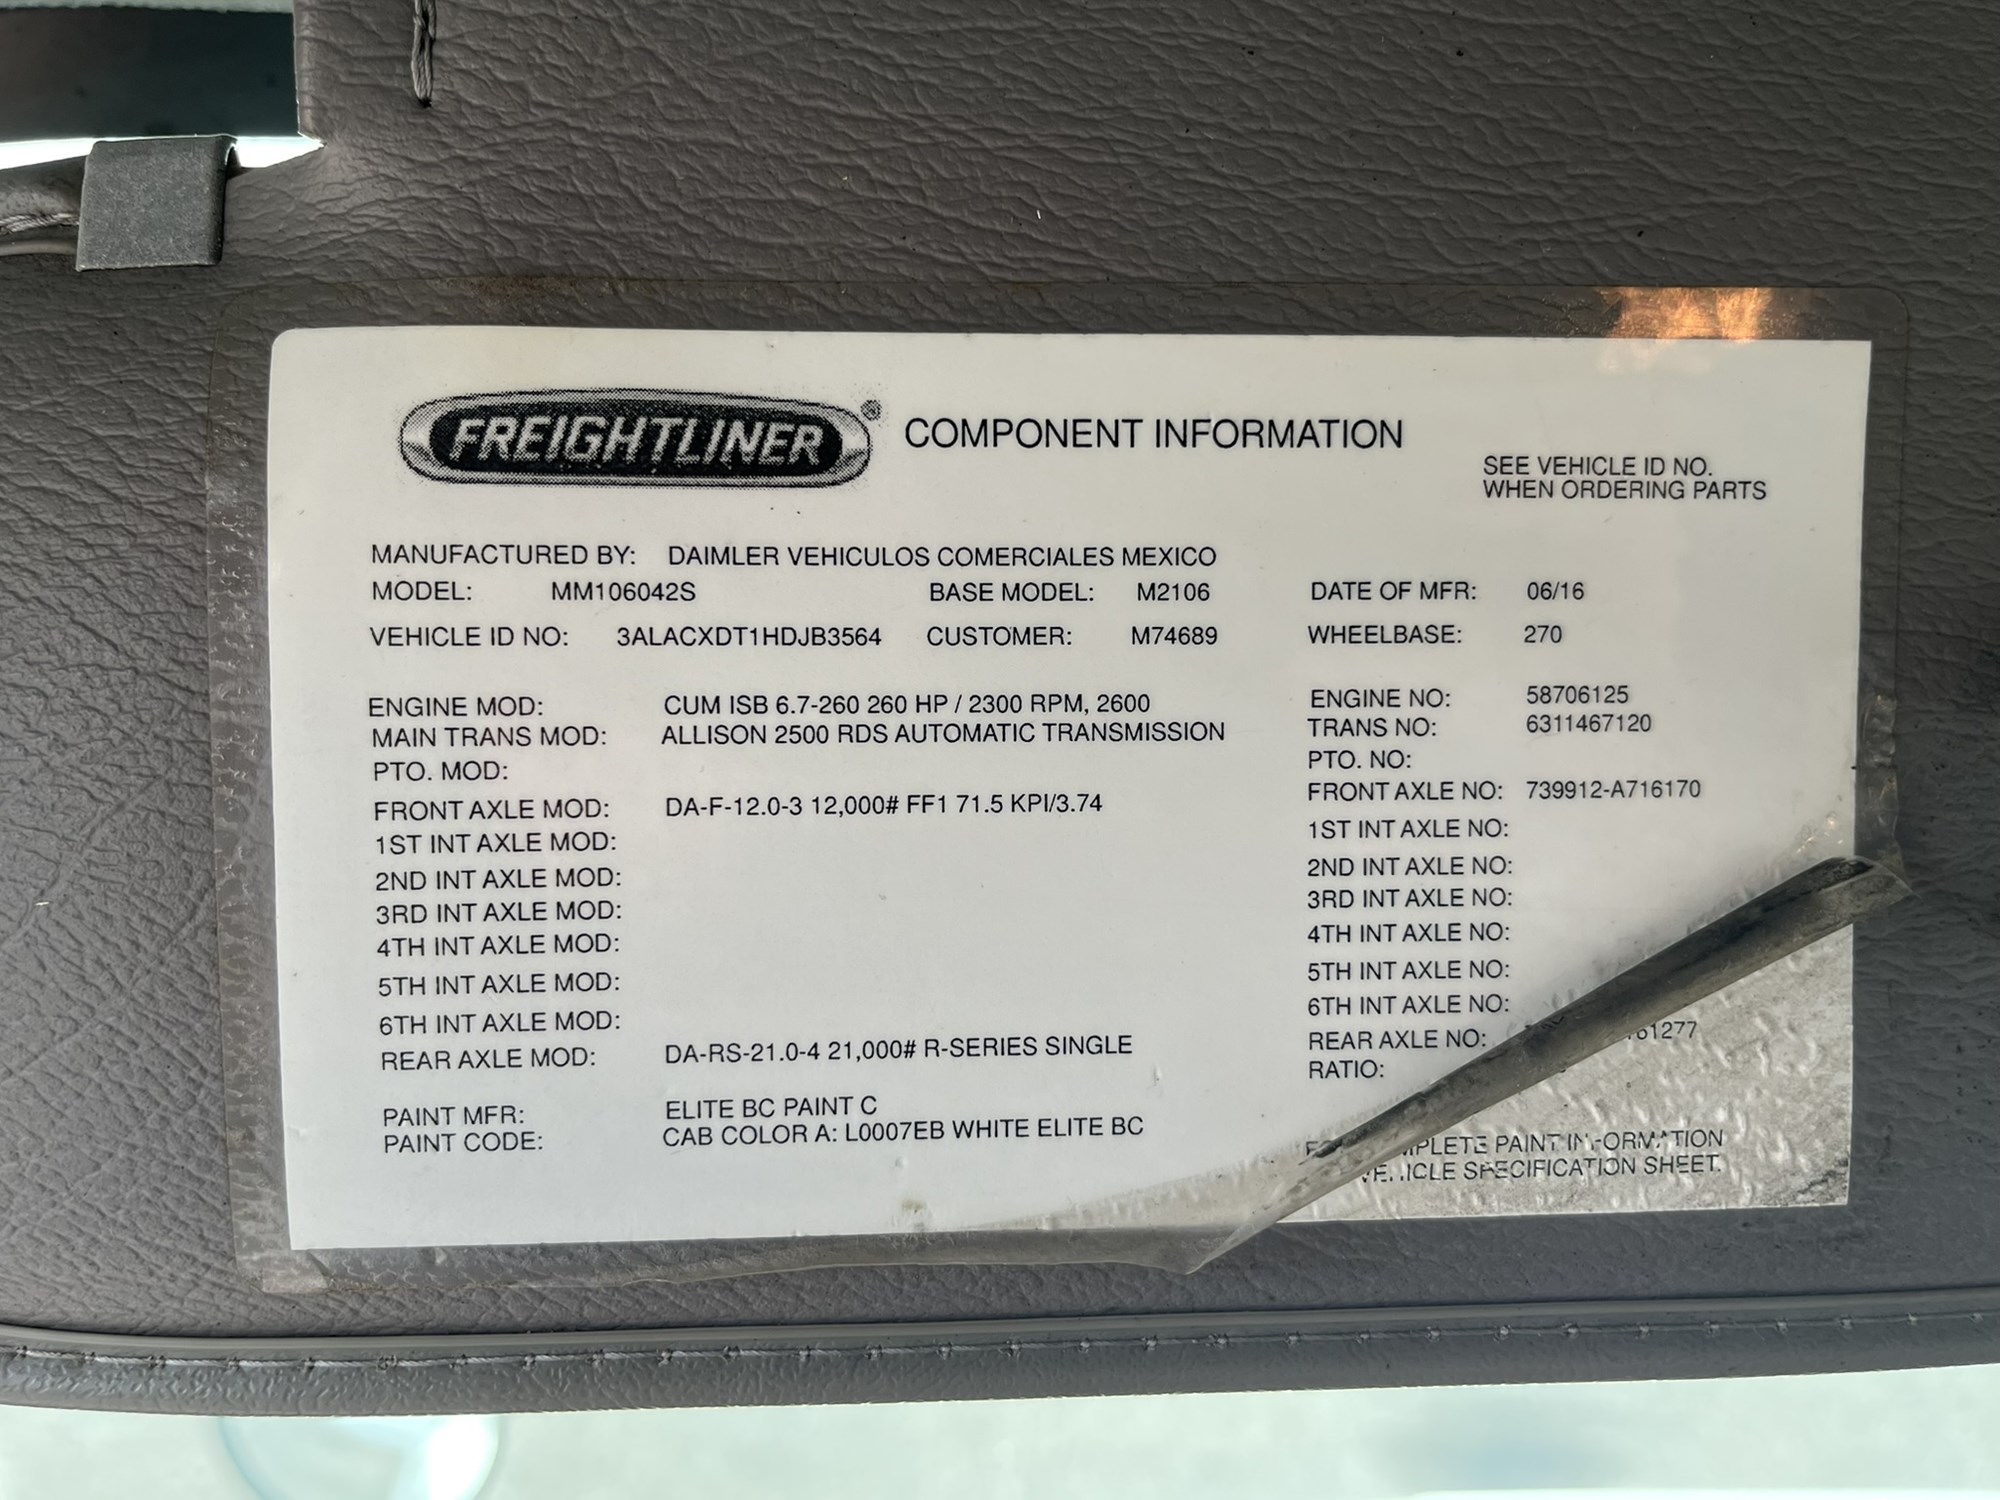 FREIGHTLINER® COMPONENT INFORMATION
SEE VEHICLE ID NO.
WHEN ORDERING PARTS
MANUFACTURED BY: DAIMLER VEHICULOS COMERCIALES MEXICO
MODEL: MM106042S BASE MODEL: M2106 DATE OF MFR: 06/16
VEHICLE ID NO: 3ALACXDT1HDJB3564 CUSTOMER: M74689 WHEELBASE: 270
ENGINE MOD: CUM ISB 6.7-260 260 HP / 2300 RPM, 2600 ENGINE NO: 58706125
MAIN TRANS MOD: ALLISON 2500 RDS AUTOMATIC TRANSMISSION TRANS NO: 6311467120
PTO. MOD: PTO. NO:
FRONT AXLE MOD: DA-F-12.0-3 12,000# FF1 71.5 KPI/3.74 FRONT AXLE NO: 739912-A716170
1ST INT AXLE MOD: 1ST INT AXLE NO:
2ND INT AXLE MOD: 2ND INT AXLE NO:
3RD INT AXLE MOD: 3RD INT AXLE NO:
4TH INT AXLE MOD: 4TH INT AXLE NO:
5TH INT AXLE MOD: 5TH INT AXLE NO:
6TH INT AXLE MOD: 6TH INT AXLE NO:
REAR AXLE MOD: DA-RS-21.0-4 21,000# R-SERIES SINGLE REAR AXLE NO:
RATIO:
PAINT MFR: ELITE BC PAINT C
PAINT CODE: CAB COLOR A: L0007EB WHITE ELITE BC
PAINT INFORMATION
VEHICLE SPECIFICATION SHEET.